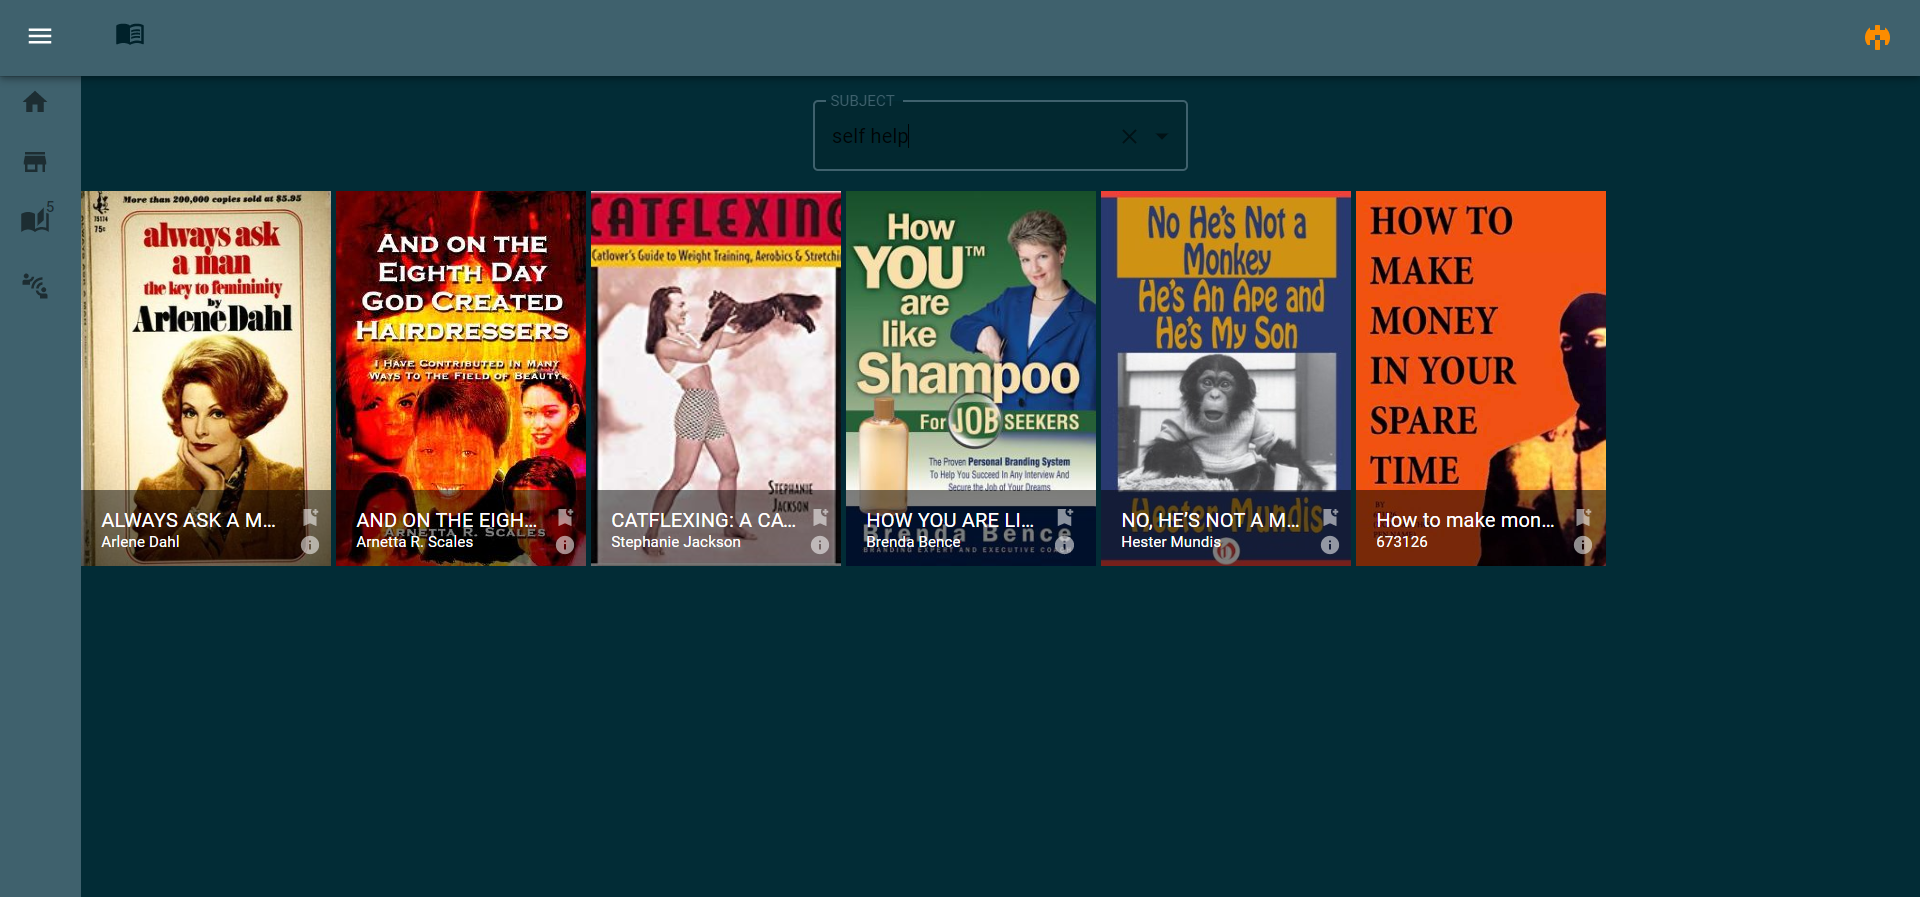 SUBJECT
self help
5
More than 200,000 copies sold at $5.95
75174
75¢
always ask
a man
the key to femininity
by
Arlene Dahl
ALWAYS ASK A M...
Arlene Dahl
AND ON THE
EIGHTH DAY
GOD CREATED
HAIRDRESSERS
I HAVE CONTRIBUTED IN MANY
WAYS TO THE FIELD OF BEAUTY
ARNETTA R. SCALES
AND ON THE EIGH...
Arnetta R. Scales
CATFLEXING
Catlover's Guide to Weight Training, Aerobics & Stretchi
STEPHANIE
JACKSON
CATFLEXING: A CA...
Stephanie Jackson
How
YOU™
are
like
Shampoo
For JOB SEEKERS
The Proven Personal Branding System
To Help You Succeed In Any Interview And
Secure the Job of Your Dreams
Brenda Bence
BRANDING EXPERT AND EXECUTIVE COA
HOW YOU ARE LI...
Brenda Bence
No He's Not a
Monkey
He's An Ape and
He's My Son
Hester Mundis
NO, HE'S NOT A M...
Hester Mundis
HOW TO
MAKE
MONEY
IN YOUR
SPARE
TIME
BY
How to make mon...
673126